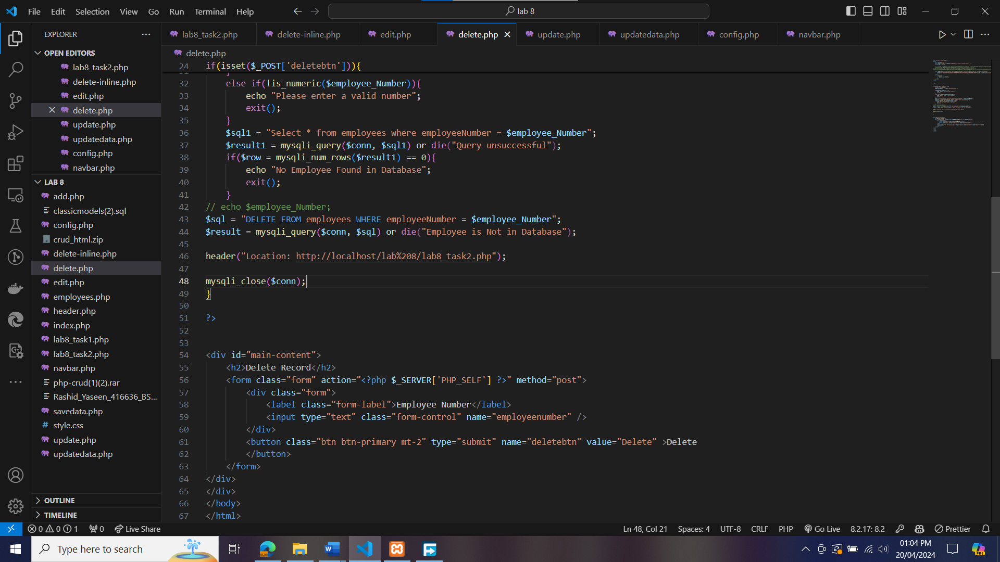 File Edit Selection View Go Run Terminal Help
lab 8
EXPLORER
OPEN EDITORS
lab8_task2.php
delete-inline.php
edit.php
delete.php
update.php
updatedata.php
config.php
navbar.php
LAB 8
add.php
classicmodels(2).sql
config.php
crud_html.zip
delete-inline.php
delete.php
edit.php
employees.php
header.php
index.php
lab8_task1.php
lab8_task2.php
navbar.php
php-crud(1)(2).rar
Rashid_Yaseen_416636_BS...
savedata.php
style.css
update.php
updatedata.php
OUTLINE
TIMELINE
lab8_task2.php delete-inline.php edit.php delete.php update.php updatedata.php config.php navbar.php
delete.php
24 if(isset($_POST['deletebtn'])){
32 else if(!is_numeric($employee_Number)){
33 echo "Please enter a valid number";
34 exit();
35 }
36 $sql1 = "Select * from employees where employeeNumber = $employee_Number";
37 $result1 = mysqli_query($conn, $sql1) or die("Query unsuccessful");
38 if($row = mysqli_num_rows($result1) == 0){
39 echo "No Employee Found in Database";
40 exit();
41 }
42 // echo $employee_Number;
43 $sql = "DELETE FROM employees WHERE employeeNumber = $employee_Number";
44 $result = mysqli_query($conn, $sql) or die("Employee is Not in Database");
45
46 header("Location: http://localhost/lab%208/lab8_task2.php");
47
48 mysqli_close($conn);
49 }
50
51 ?>
52
53
54 <div id="main-content">
55 <h2>Delete Record</h2>
56 <form class="form" action="<?php $_SERVER['PHP_SELF'] ?>" method="post">
57 <div class="form">
58 <label class="form-label">Employee Number</label>
59 <input type="text" class="form-control" name="employeenumber" />
60 </div>
61 <button class="btn btn-primary mt-2" type="submit" name="deletebtn" value="Delete" >Delete
62 </button>
63 </form>
64 </div>
65 </div>
66 </body>
67 </html>
0 0 1 0 Live Share Ln 48, Col 21 Spaces: 4 UTF-8 CRLF PHP Go Live 8.2.17: 8.2 Prettier
Type here to search
01:04 PM
20/04/2024